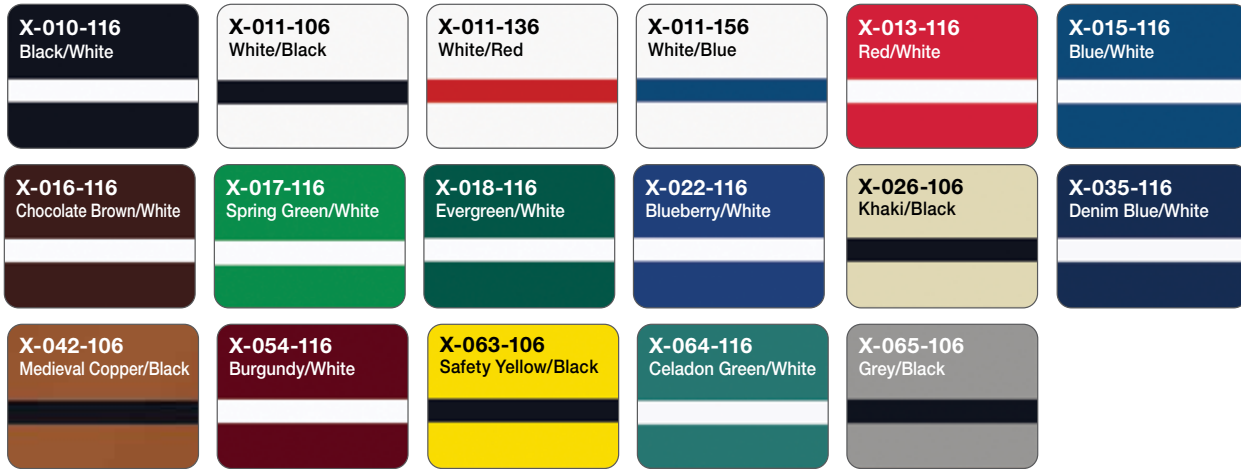 X-010-116
Black/White
X-011-106
White/Black
X-011-136
White/Red
X-011-156
White/Blue
X-013-116
Red/White
X-015-116
Blue/White
X-016-116
Chocolate Brown/White
X-017-116
Spring Green/White
X-018-116
Evergreen/White
X-022-116
Blueberry/White
X-026-106
Khaki/Black
X-035-116
Denim Blue/White
X-042-106
Medieval Copper/Black
X-054-116
Burgundy/White
X-063-106
Safety Yellow/Black
X-064-116
Celadon Green/White
X-065-106
Grey/Black